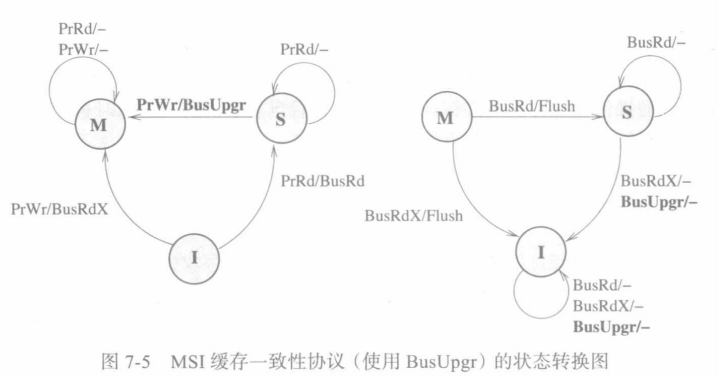 PrRd/–
PrWr/–
PrRd/–
PrWr/BusUpgr
M
S
PrWr/BusRdX
PrRd/BusRd
I
BusRd/–
M
BusRd/Flush
S
BusRdX/–
BusUpgr/–
BusRdX/Flush
I
BusRd/–
BusRdX/–
BusUpgr/–
图 7-5 MSI 缓存一致性协议（使用 BusUpgr）的状态转换图